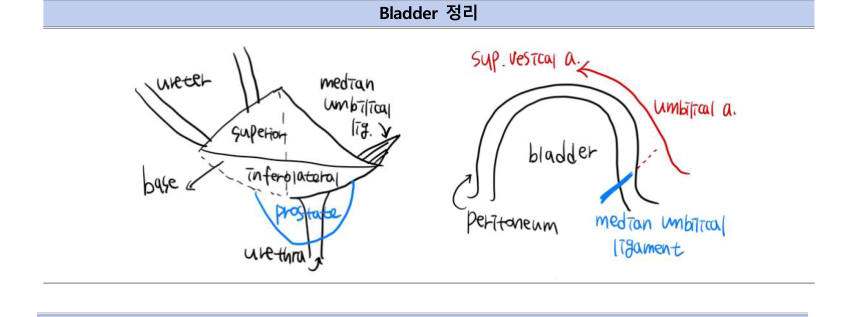 Bladder 정리
ureter
median
umbilical
lig.
superior
inferolateral
base
prostate
urethra
sup. vesical a.
umbilical a.
bladder
peritoneum
median umbilical
ligament